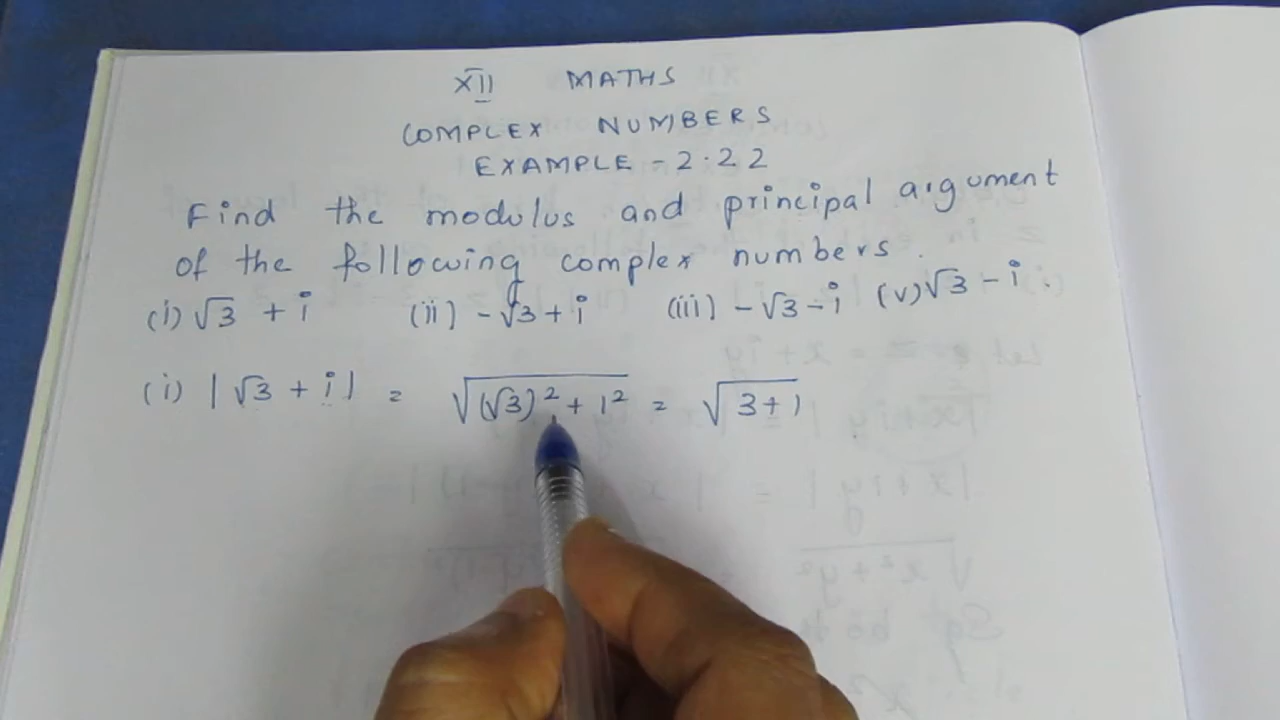 XII MATHS
COMPLEX NUMBERS
EXAMPLE - 2.22
Find the modulus and principal argument
of the following complex numbers.
(i) √3 + i (ii) - √3 + i (iii) - √3 - i (v) √3 - i.
(i) |√3 + i| = √(√3)² + 1² = √3+1